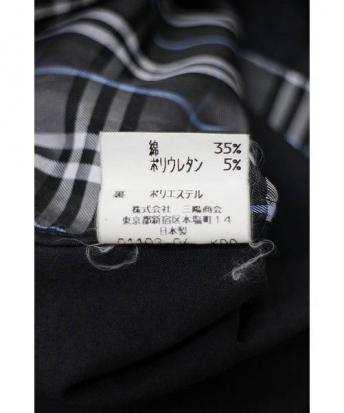 綿 35%
ポリウレタン 5%
裏 ポリエステル
株式会社 三陽商会
東京都新宿区本塩町14
日本製